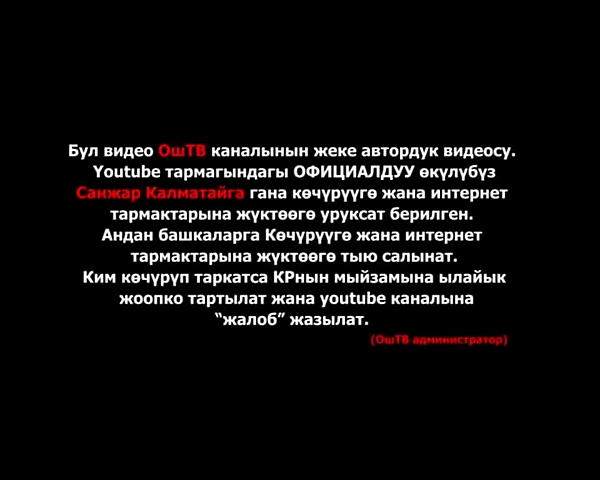 Бул видео ОшТВ каналынын жеке автордук видеосу.
Youtube тармагындагы ОФИЦИАЛДУУ өкүлүбүз
Санжар Калматайга гана көчүрүүгө жана интернет
тармактарына жүктөөгө уруксат берилген.
Андан башкаларга Көчүрүүгө жана интернет
тармактарына жүктөөгө тыю салынат.
Ким көчүрүп таркатса КРнын мыйзамына ылайык
жоопко тартылат жана youtube каналына
“жалоб” жазылат.
(ОшТВ администратор)